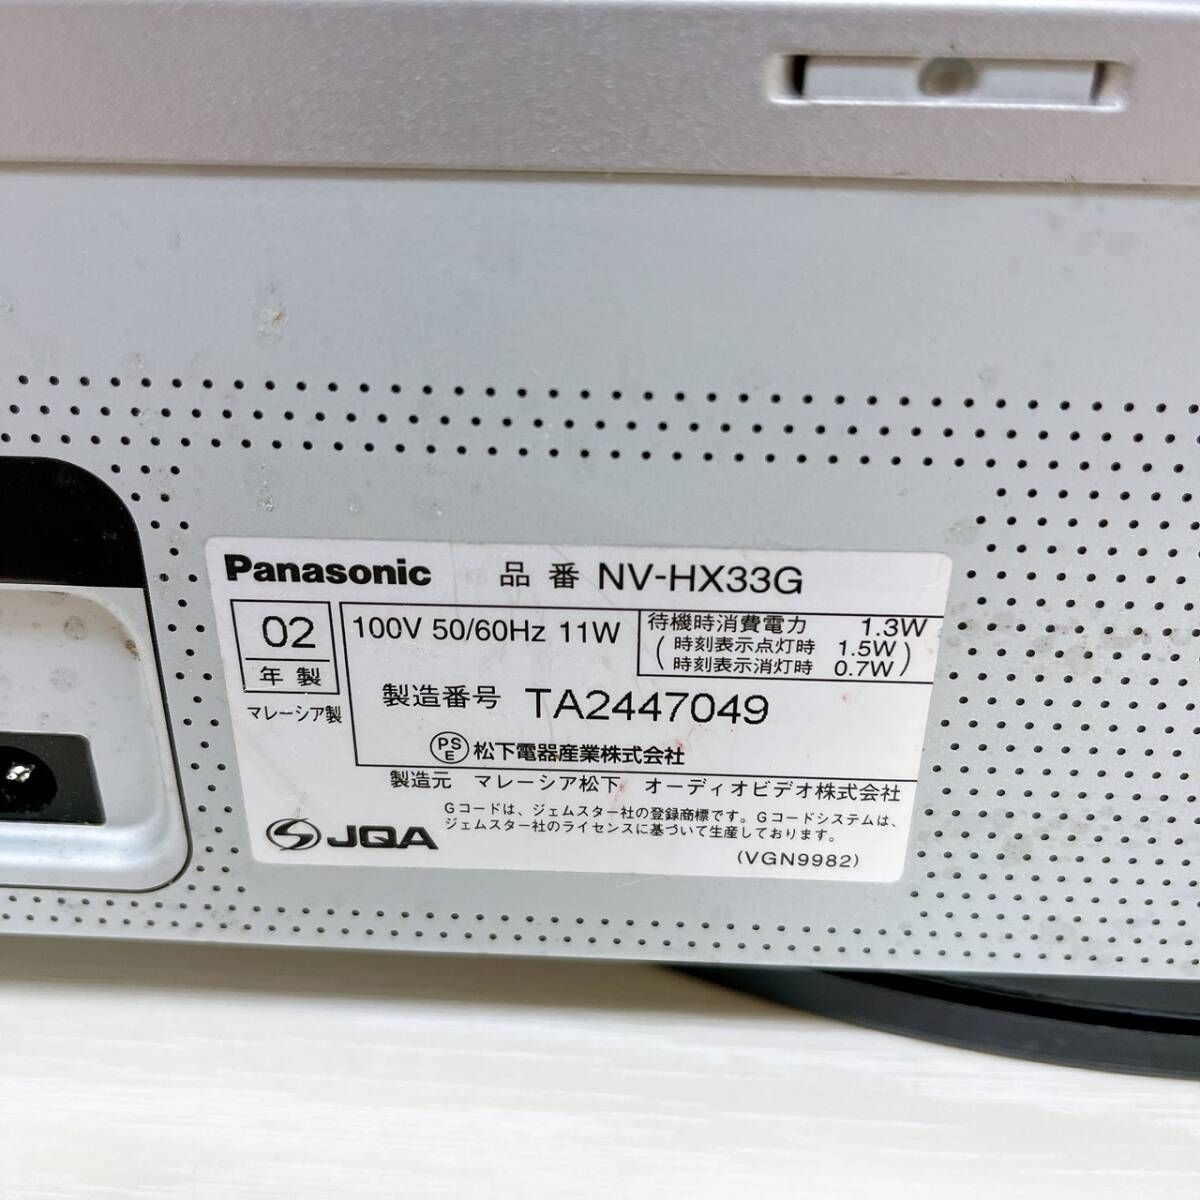 Panasonic 品番 NV-HX33G
02
年製
マレーシア製
100V 50/60Hz 11W
待機時消費電力 1.3W
(時刻表示点灯時 1.5W
時刻表示消灯時 0.7W)
製造番号 TA2447049
PSE 松下電器産業株式会社
製造元 マレーシア松下 オーディオビデオ株式会社
Gコードは、ジェムスター社の登録商標です。Gコードシステムは、
ジェムスター社のライセンスに基づいて生産しております。
JQA
(VGN9982)